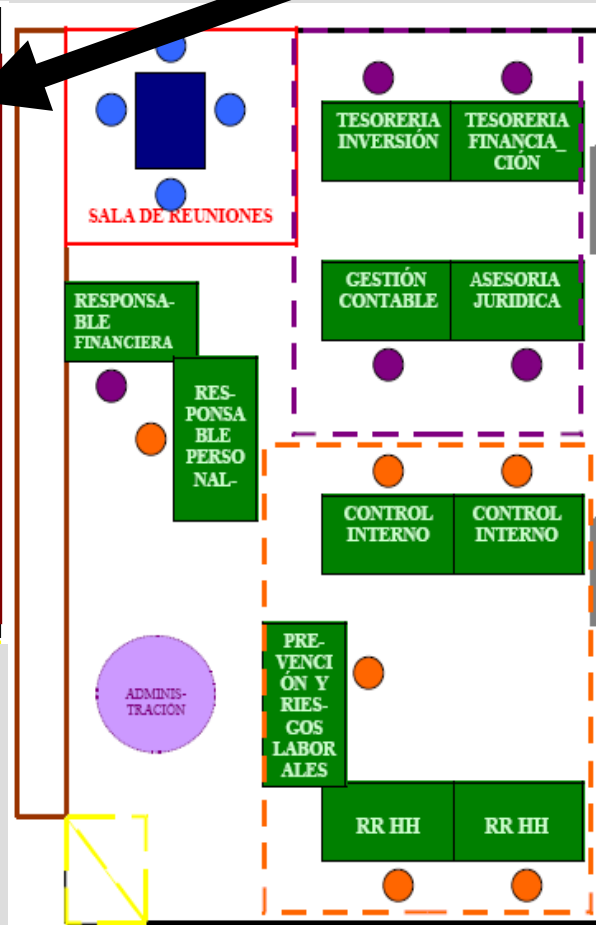 SALA DE REUNIONES
TESORERIA
INVERSIÓN
TESORERIA
FINANCIA_
CIÓN
GESTIÓN
CONTABLE
ASESORIA
JURIDICA
RESPONSA-
BLE
FINANCIERA
RES-
PONSA
BLE
PERSO
NAL-
CONTROL
INTERNO
CONTROL
INTERNO
PRE-
VENCI
ÓN Y
RIES-
GOS
LABOR
ALES
ADMINIS-
TRACIÓN
RR HH
RR HH